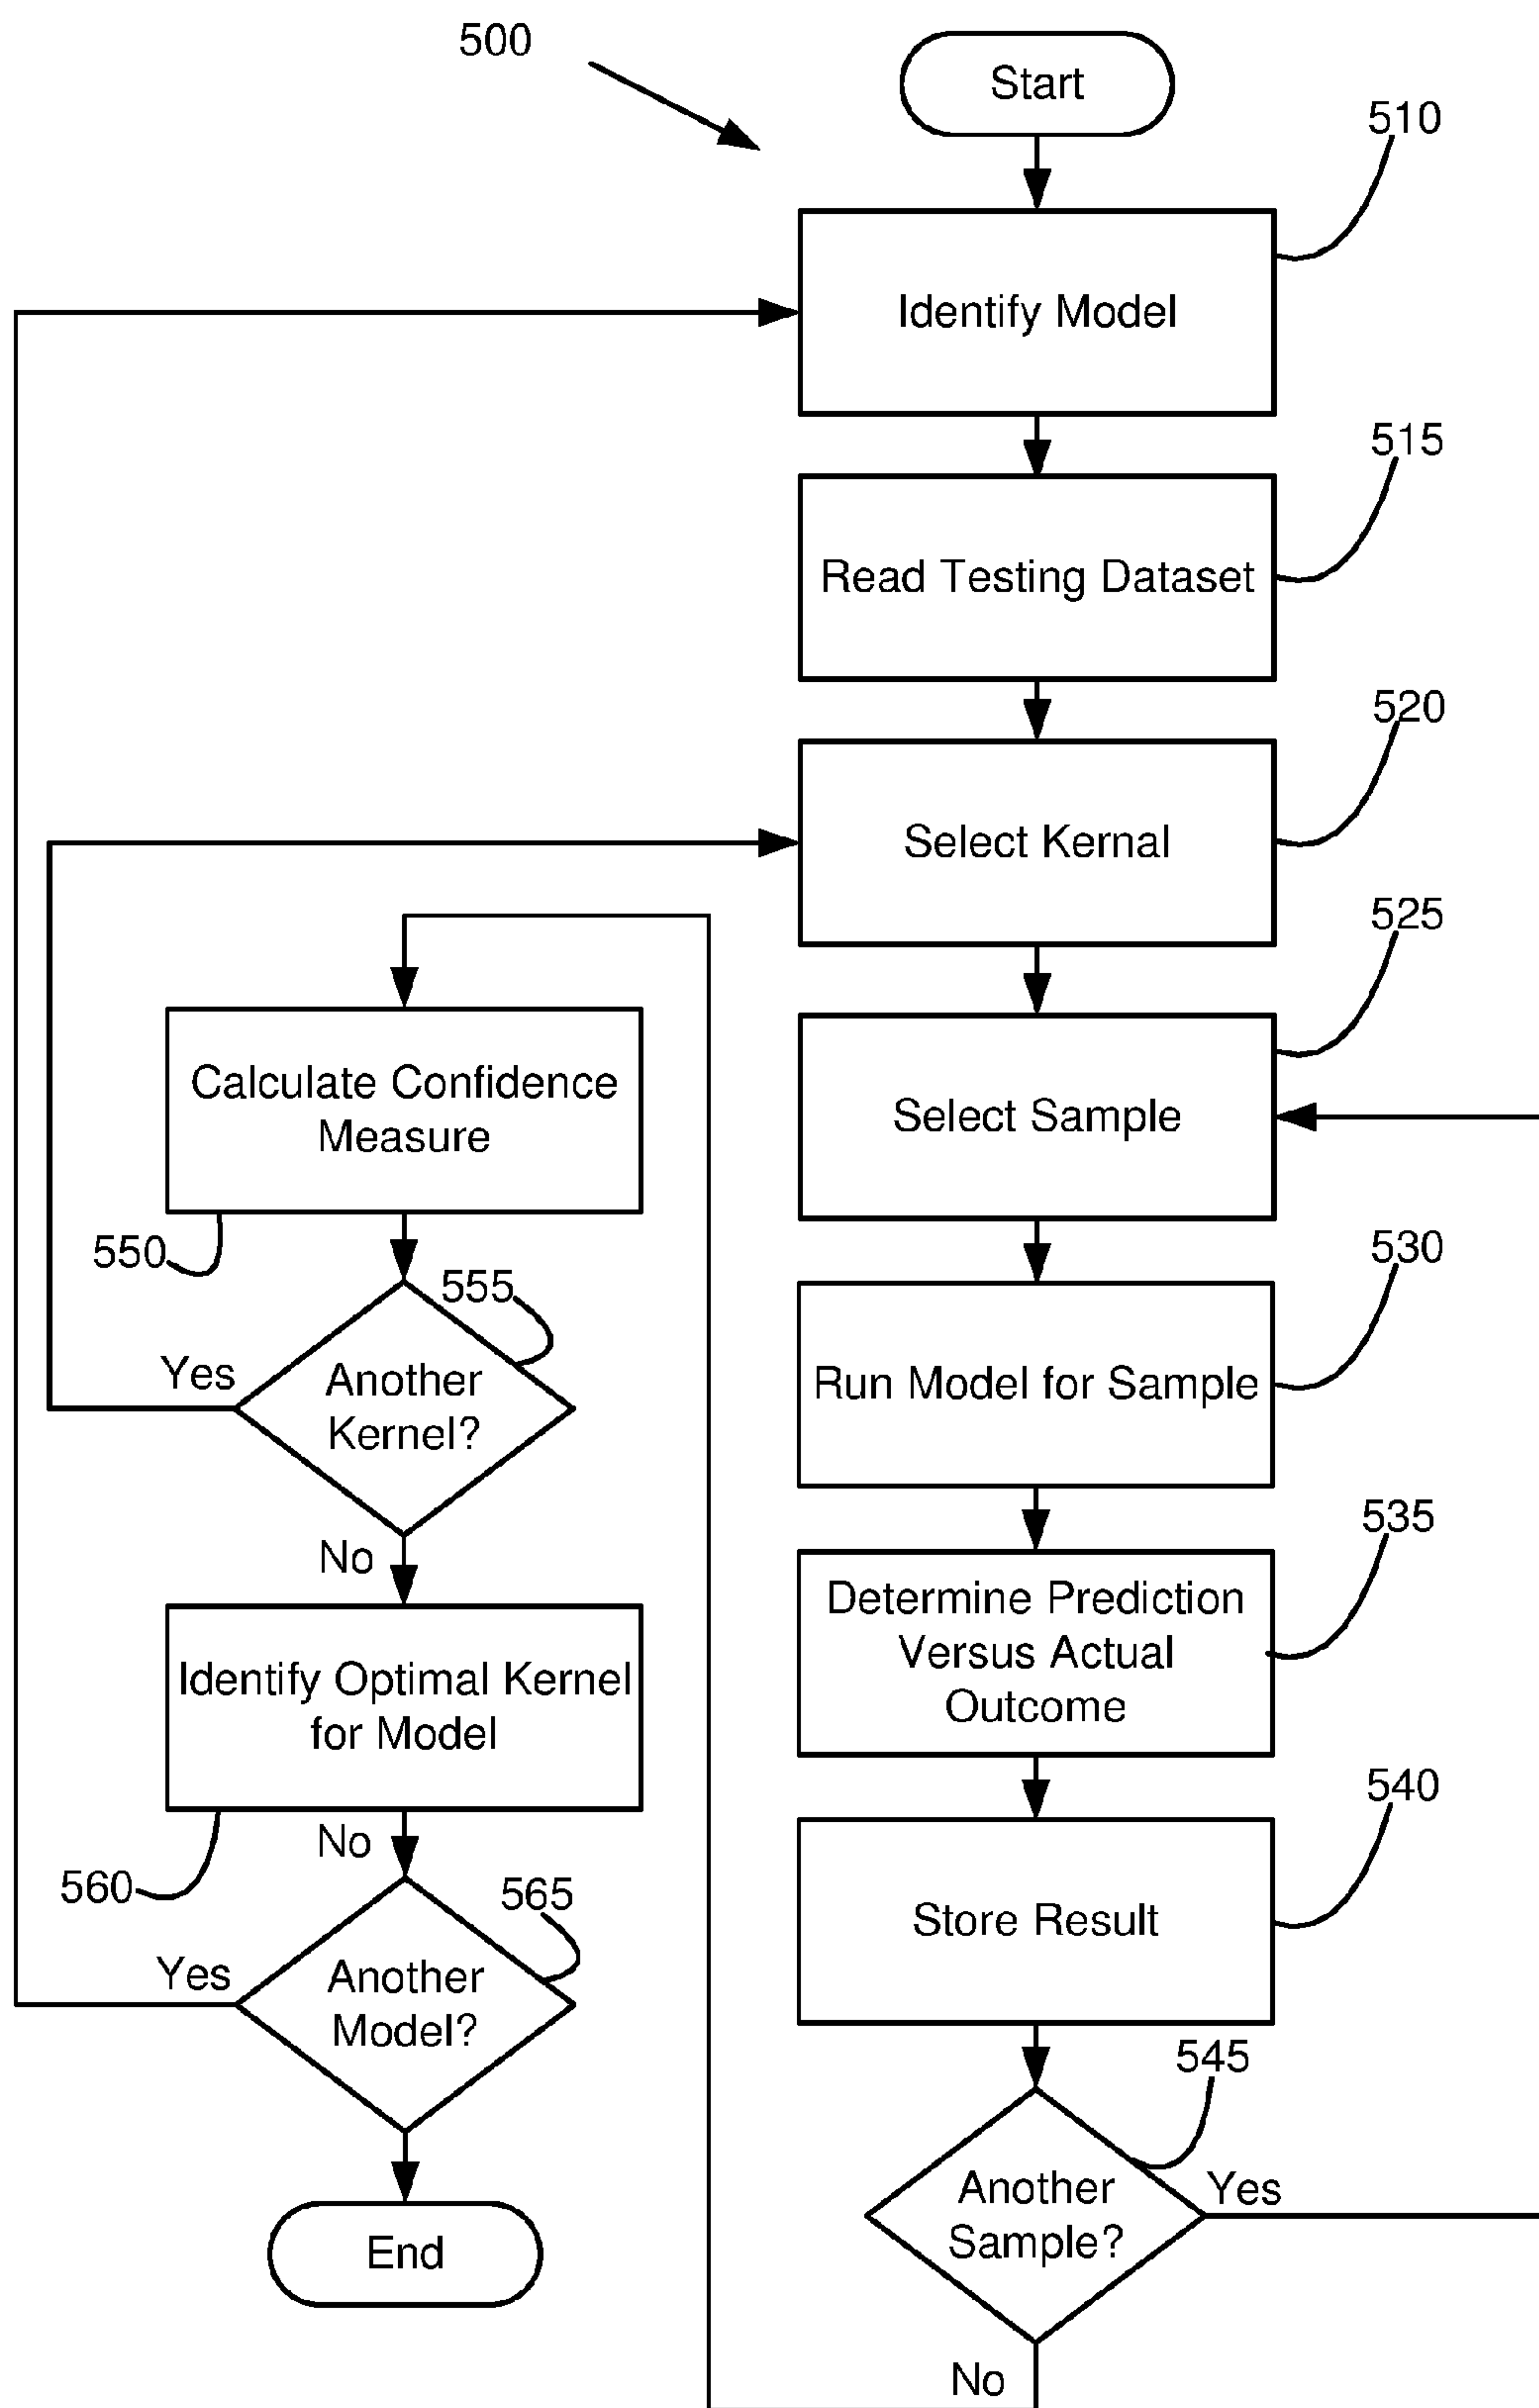 500
Start
510
Identify Model
515
Read Testing Dataset
520
Select Kernal
525
Select Sample
530
Run Model for Sample
535
Determine Prediction
Versus Actual
Outcome
540
Store Result
545
Another
Sample?
Yes
No
Calculate Confidence
Measure
550
555
Another
Kernel?
Yes
No
Identify Optimal Kernel
for Model
560
No
565
Another
Model?
Yes
End